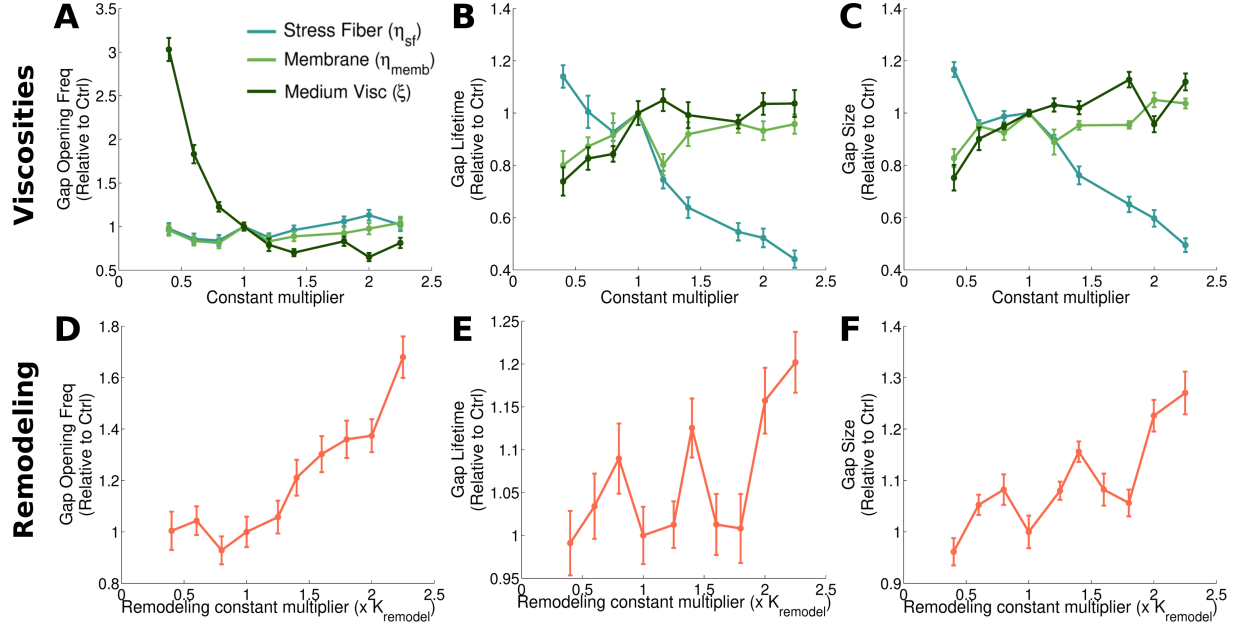 A
B
C
Viscosities
Gap Opening Freq
(Relative to Ctrl)
3.5
3
2.5
2
1.5
1
0.5
0
0.5
1
1.5
2
2.5
Constant multiplier
Stress Fiber (ηsf)
Membrane (ηmemb)
Medium Visc (ξ)
Gap Lifetime
(Relative to Ctrl)
1.4
1.2
1
0.8
0.6
0.4
0
0.5
1
1.5
2
2.5
Constant multiplier
Gap Size
(Relative to Ctrl)
1.4
1.2
1
0.8
0.6
0.4
0
0.5
1
1.5
2
2.5
Constant multiplier
D
E
F
Remodeling
Gap Opening Freq
(Relative to Ctrl)
1.8
1.6
1.4
1.2
1
0.8
0
0.5
1
1.5
2
2.5
Remodeling constant multiplier (x Kremodel)
Gap Lifetime
(Relative to Ctrl)
1.25
1.2
1.15
1.1
1.05
1
0.95
0
0.5
1
1.5
2
2.5
Remodeling constant multiplier (x Kremodel)
Gap Size
(Relative to Ctrl)
1.4
1.3
1.2
1.1
1
0.9
0
0.5
1
1.5
2
2.5
Remodeling constant multiplier (x Kremodel)